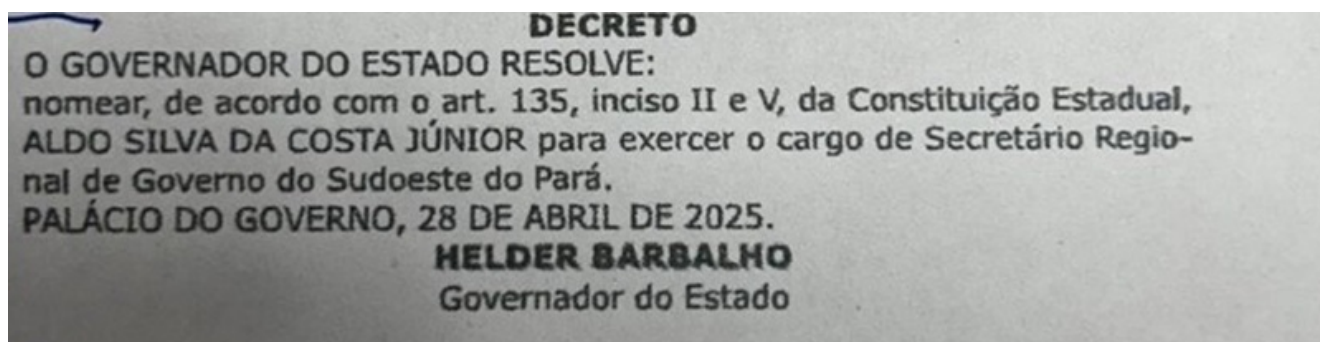 DECRETO
O GOVERNADOR DO ESTADO RESOLVE:
nomear, de acordo com o art. 135, inciso II e V, da Constituição Estadual,
ALDO SILVA DA COSTA JÚNIOR para exercer o cargo de Secretário Regio-
nal de Governo do Sudoeste do Pará.
PALÁCIO DO GOVERNO, 28 DE ABRIL DE 2025.
HELDER BARBALHO
Governador do Estado